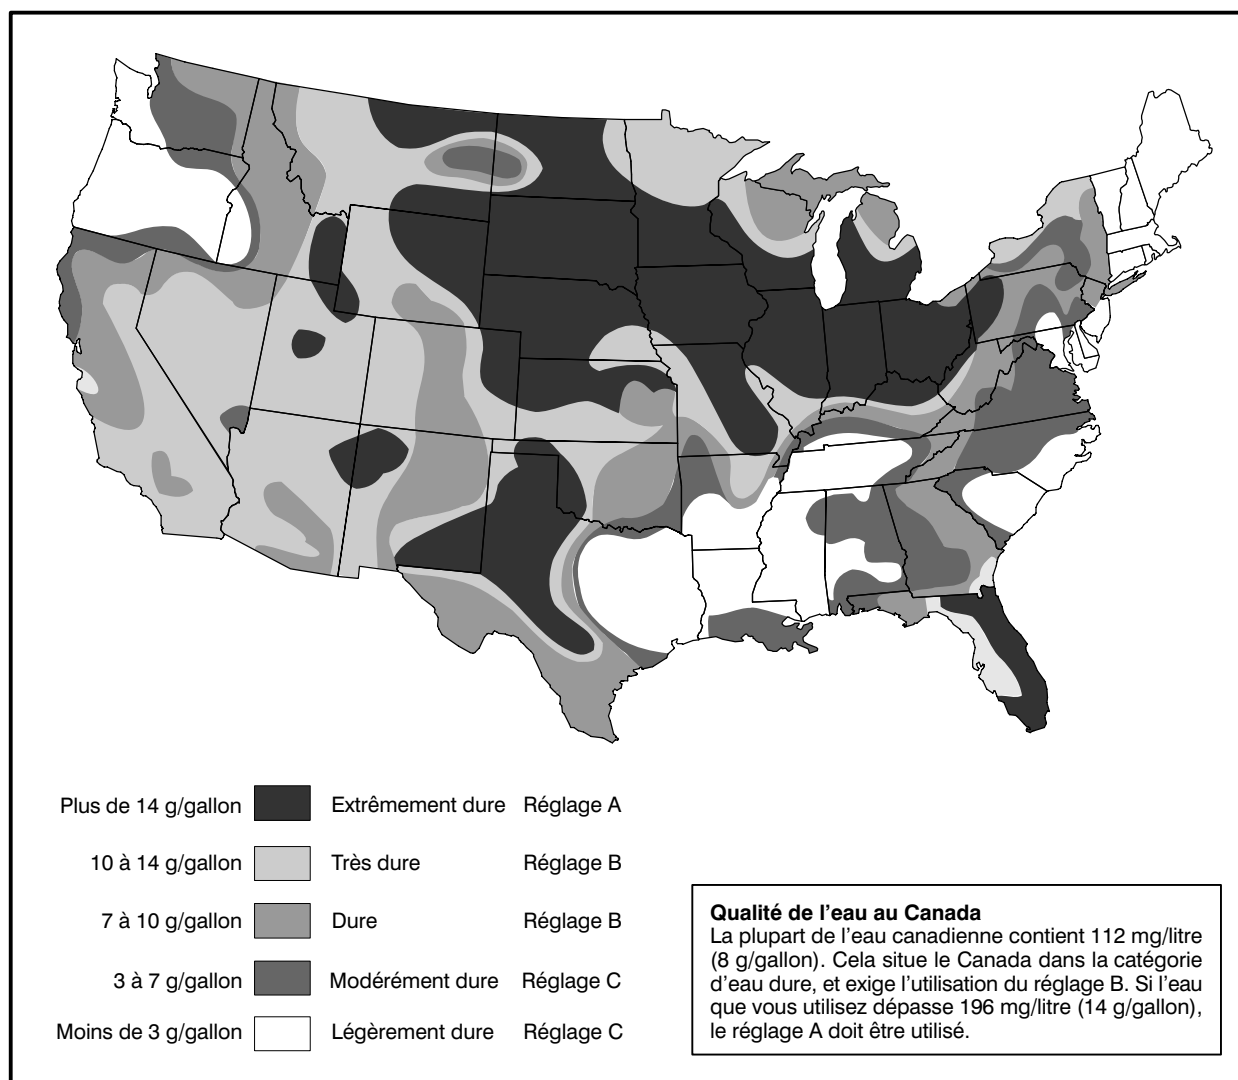 Plus de 14 g/gallon Extrêmement dure Réglage A
10 à 14 g/gallon Très dure Réglage B
7 à 10 g/gallon Dure Réglage B
3 à 7 g/gallon Modérément dure Réglage C
Moins de 3 g/gallon Légèrement dure Réglage C
Qualité de l’eau au Canada
La plupart de l’eau canadienne contient 112 mg/litre
(8 g/gallon). Cela situe le Canada dans la catégorie
d’eau dure, et exige l’utilisation du réglage B. Si l’eau
que vous utilisez dépasse 196 mg/litre (14 g/gallon),
le réglage A doit être utilisé.